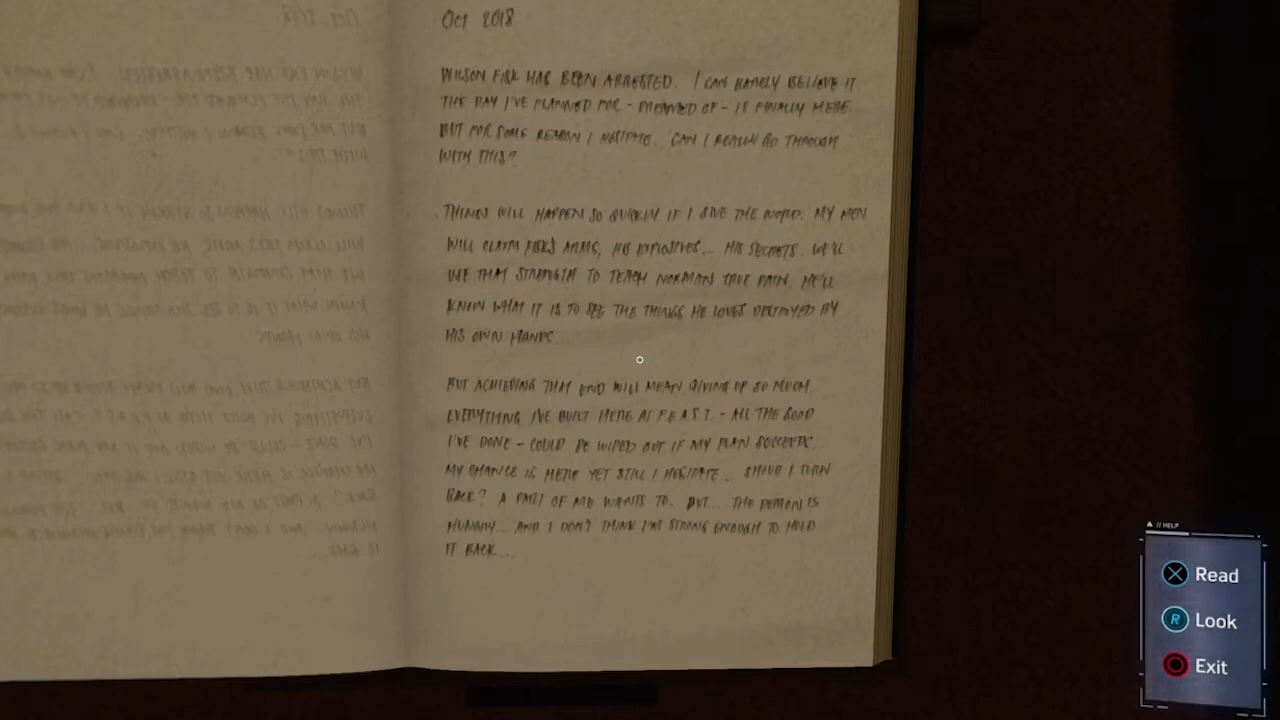 Oct 2018
WILSON FISK HAS BEEN ARRESTED. I CAN BARELY BELIEVE IT
THE DAY I'VE PLANNED FOR - DREAMED OF - IS FINALLY HERE.
BUT FOR SOME REASON I HESITATE. CAN I REALLY GO THROUGH
WITH THIS?
THINGS WILL HAPPEN SO QUICKLY IF I GIVE THE WORD. MY MEN
WILL CLAIM FISK'S ARMS, HIS EXPLOSIVES... HIS SECRETS. WE'LL
USE THAT STRENGTH TO TEACH NORMAN TRUE PAIN. HE'LL
KNOW WHAT IT IS TO SEE THE THINGS HE LOVES DESTROYED BY
HIS OWN HANDS.
BUT ACHIEVING THAT END WILL MEAN GIVING UP SO MUCH.
EVERYTHING I'VE BUILT HERE AT F.E.A.S.T. - ALL THE GOOD
I'VE DONE - COULD BE WIPED OUT IF MY PLAN SUCCEEDS.
MY CHANCE IS HERE YET STILL I HESITATE... SHOULD I TURN
BACK? A PART OF ME WANTS TO. BUT... THE DEMON IS
HUNGRY... AND I DON'T THINK I'M STRONG ENOUGH TO HOLD
IT BACK...
// HELP
Read
R Look
Exit